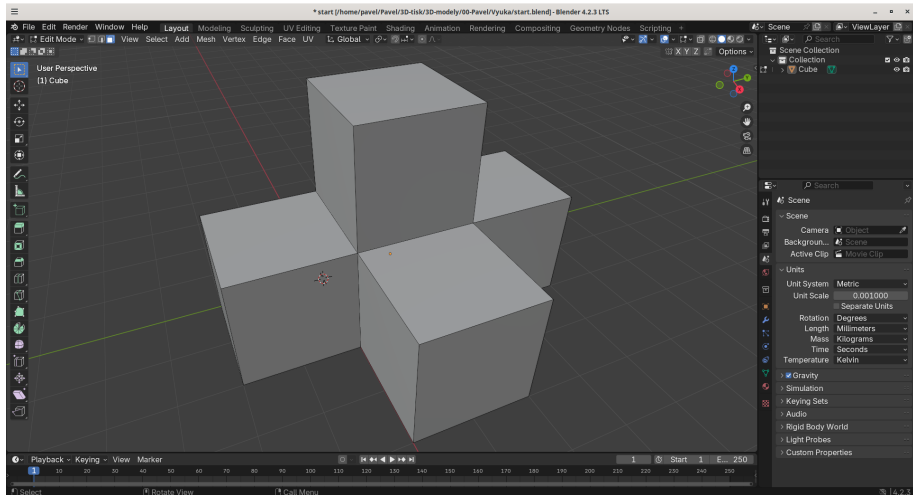 * start [/home/pavel/Pavel/3D-tisk/3D-modely/00-Pavel/Vyuka/start.blend] - Blender 4.2.3 LTS
File Edit Render Window Help Layout Modeling Sculpting UV Editing Texture Paint Shading Animation Rendering Compositing Geometry Nodes Scripting + Scene ViewLayer
Edit Mode View Select Add Mesh Vertex Edge Face UV Global Search
X Y Z Options
Scene Collection
Collection
Cube
User Perspective
(1) Cube
Z
Search
Scene
Scene
Camera Object
Backgroun... Scene
Active Clip Movie Clip
Units
Unit System Metric
Unit Scale 0.001000
Separate Units
Rotation Degrees
Length Millimeters
Mass Kilograms
Time Seconds
Temperature Kelvin
Gravity
Simulation
Keying Sets
Audio
Rigid Body World
Light Probes
Custom Properties
Playback Keying View Marker 1 Start 1 E... 250
1 10 20 30 40 50 60 70 80 90 100 110 120 130 140 150 160 170 180 190 200 210 220 230 240 250
Select Rotate View Call Menu 4.2.3